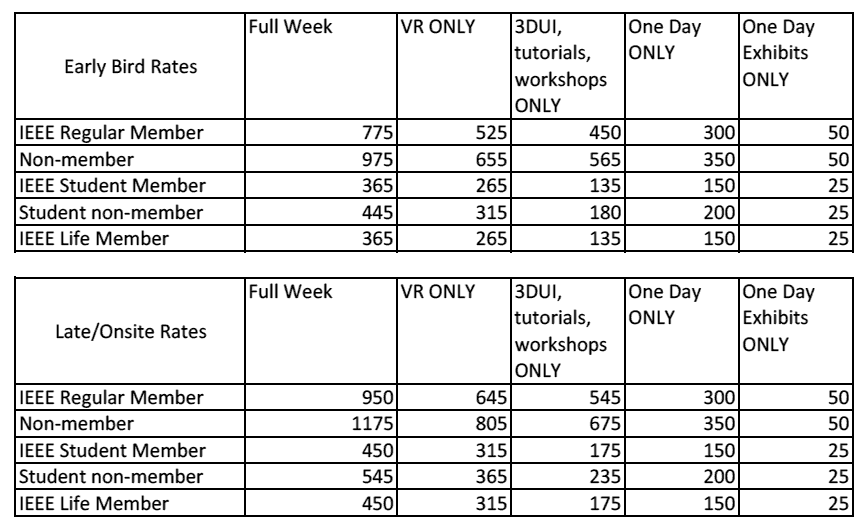 Early Bird Rates Full Week VR ONLY 3DUI, tutorials, workshops ONLY One Day ONLY One Day Exhibits ONLY
IEEE Regular Member 775 525 450 300 50
Non-member 975 655 565 350 50
IEEE Student Member 365 265 135 150 25
Student non-member 445 315 180 200 25
IEEE Life Member 365 265 135 150 25
Late/Onsite Rates Full Week VR ONLY 3DUI, tutorials, workshops ONLY One Day ONLY One Day Exhibits ONLY
IEEE Regular Member 950 645 545 300 50
Non-member 1175 805 675 350 50
IEEE Student Member 450 315 175 150 25
Student non-member 545 365 235 200 25
IEEE Life Member 450 315 175 150 25